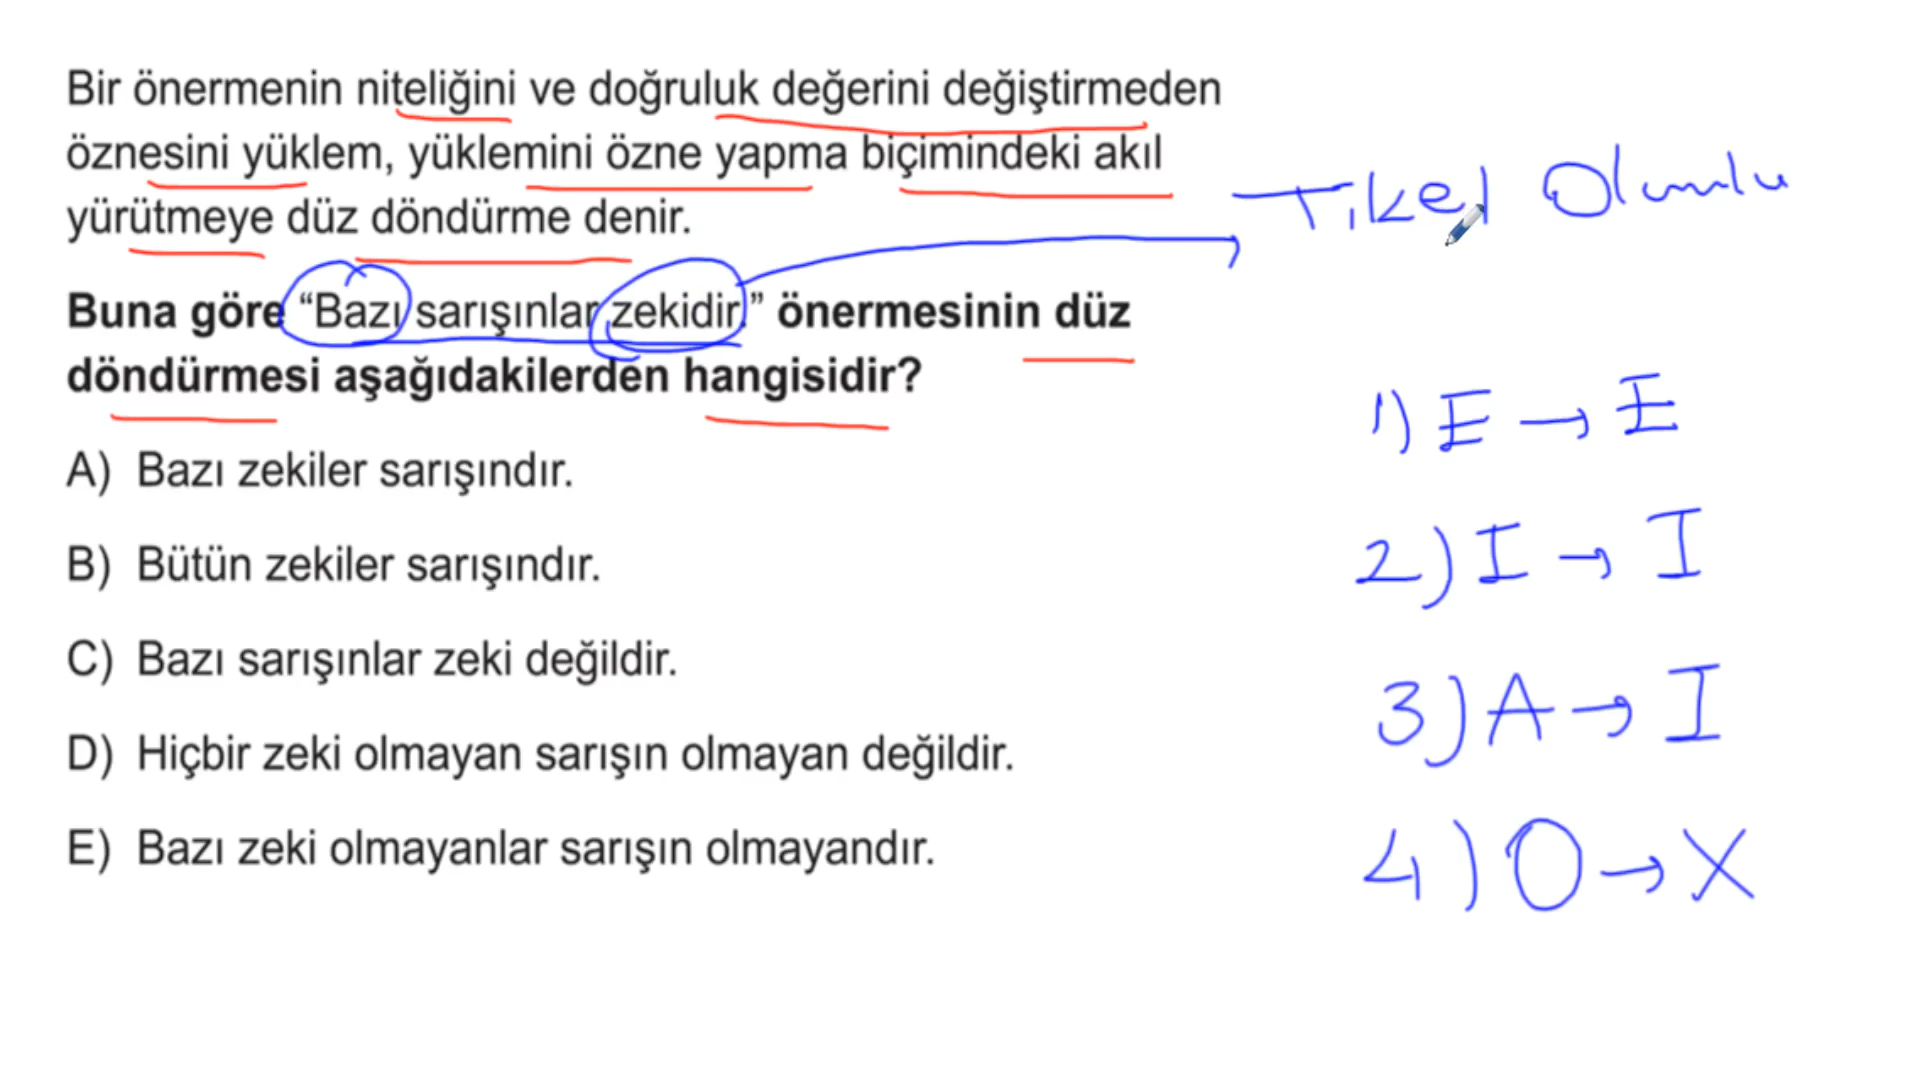 Bir önermenin niteliğini ve doğruluk değerini değiştirmeden
öznesini yüklem, yüklemini özne yapma biçimindeki akıl
yürütmeye düz döndürme denir.
Tikel Olumlu
Buna göre “Bazı sarışınlar zekidir.” önermesinin düz
döndürmesi aşağıdakilerden hangisidir?
A) Bazı zekiler sarışındır.
B) Bütün zekiler sarışındır.
C) Bazı sarışınlar zeki değildir.
D) Hiçbir zeki olmayan sarışın olmayan değildir.
E) Bazı zeki olmayanlar sarışın olmayandır.
1) E → E
2) I → I
3) A → I
4) O → X